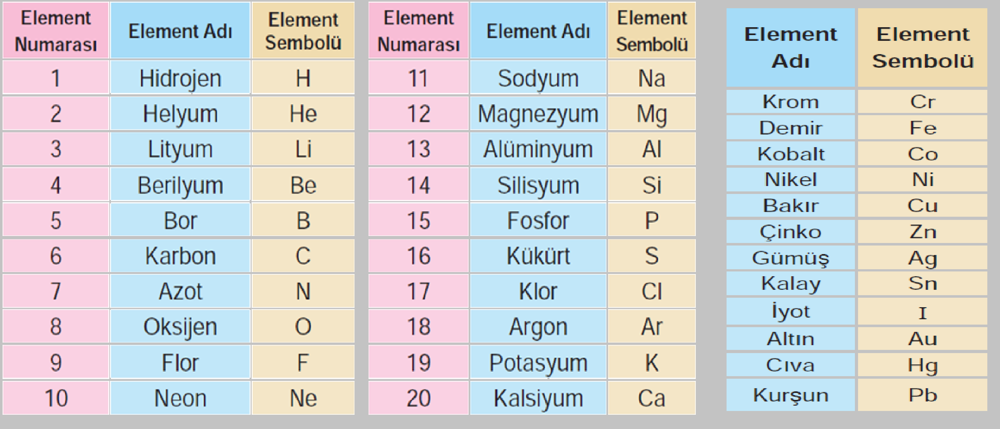 Element Numarası Element Adı Element Sembolü
1 Hidrojen H
2 Helyum He
3 Lityum Li
4 Berilyum Be
5 Bor B
6 Karbon C
7 Azot N
8 Oksijen O
9 Flor F
10 Neon Ne
Element Numarası Element Adı Element Sembolü
11 Sodyum Na
12 Magnezyum Mg
13 Alüminyum Al
14 Silisyum Si
15 Fosfor P
16 Kükürt S
17 Klor Cl
18 Argon Ar
19 Potasyum K
20 Kalsiyum Ca
Element Adı Element Sembolü
Krom Cr
Demir Fe
Kobalt Co
Nikel Ni
Bakır Cu
Çinko Zn
Gümüş Ag
Kalay Sn
İyot I
Altın Au
Cıva Hg
Kurşun Pb